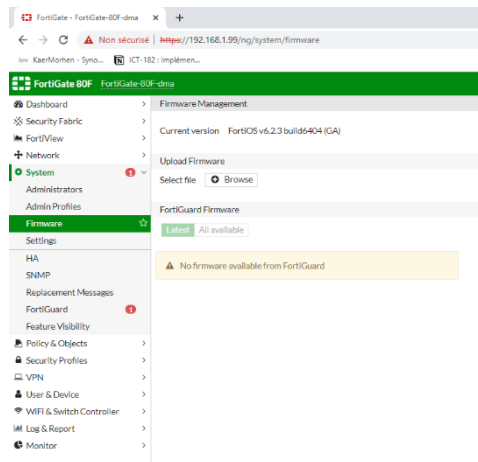 FortiGate - FortiGate-80F-dma
Non sécurisé https://192.168.1.99/ng/system/firmware
KaerMorhen - Syno... ICT-182 : Implémen...
FortiGate 80F FortiGate-80F-dma
Dashboard
Security Fabric
FortiView
Network
System 1
Administrators
Admin Profiles
Firmware
Settings
HA
SNMP
Replacement Messages
FortiGuard 1
Feature Visibility
Policy & Objects
Security Profiles
VPN
User & Device
WiFi & Switch Controller
Log & Report
Monitor
Firmware Management
Current version FortiOS v6.2.3 build6404 (GA)
Upload Firmware
Select file Browse
FortiGuard Firmware
Latest All available
No firmware available from FortiGuard